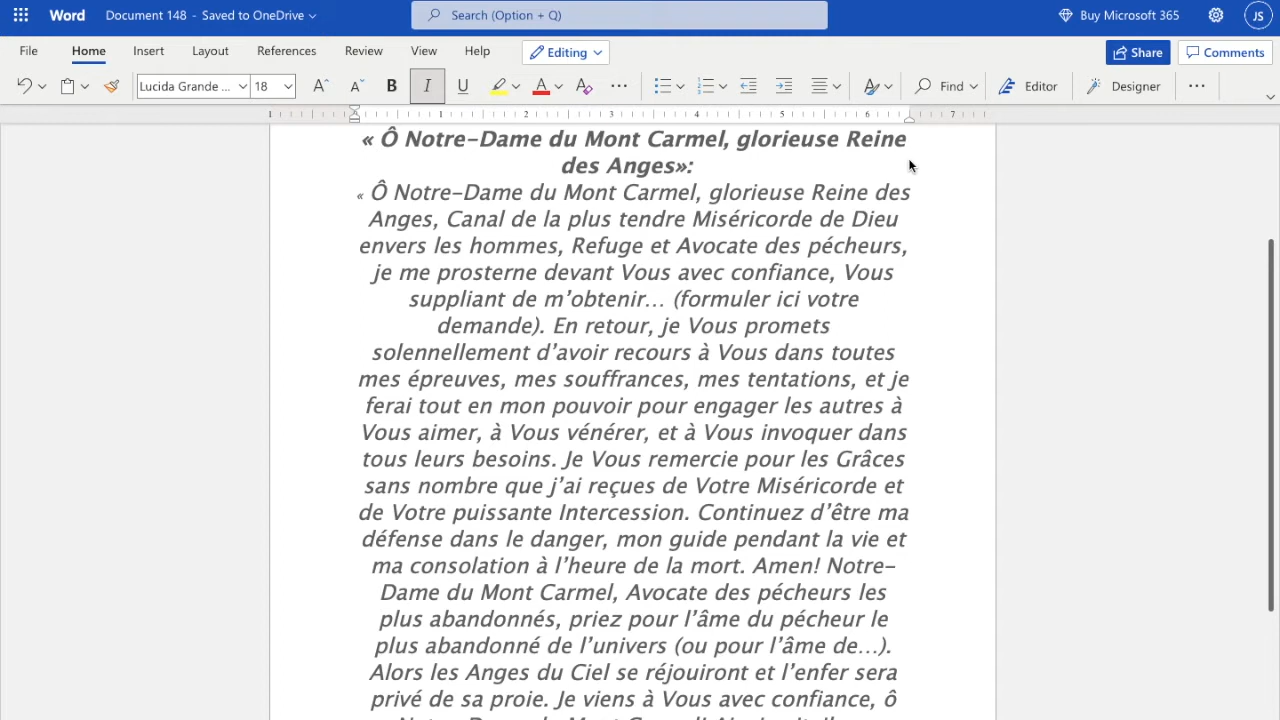 Word Document 148 - Saved to OneDrive Search (Option + Q) Buy Microsoft 365 JS
File Home Insert Layout References Review View Help Editing Share Comments
Lucida Grande ... 18 A A B I U A A Find Editor Designer
1 1 2 3 4 5 6 7
« Ô Notre-Dame du Mont Carmel, glorieuse Reine
des Anges»:
« Ô Notre-Dame du Mont Carmel, glorieuse Reine des
Anges, Canal de la plus tendre Miséricorde de Dieu
envers les hommes, Refuge et Avocate des pécheurs,
je me prosterne devant Vous avec confiance, Vous
suppliant de m’obtenir… (formuler ici votre
demande). En retour, je Vous promets
solennellement d’avoir recours à Vous dans toutes
mes épreuves, mes souffrances, mes tentations, et je
ferai tout en mon pouvoir pour engager les autres à
Vous aimer, à Vous vénérer, et à Vous invoquer dans
tous leurs besoins. Je Vous remercie pour les Grâces
sans nombre que j’ai reçues de Votre Miséricorde et
de Votre puissante Intercession. Continuez d’être ma
défense dans le danger, mon guide pendant la vie et
ma consolation à l’heure de la mort. Amen! Notre-
Dame du Mont Carmel, Avocate des pécheurs les
plus abandonnés, priez pour l’âme du pécheur le
plus abandonné de l’univers (ou pour l’âme de…).
Alors les Anges du Ciel se réjouiront et l’enfer sera
privé de sa proie. Je viens à Vous avec confiance, ô